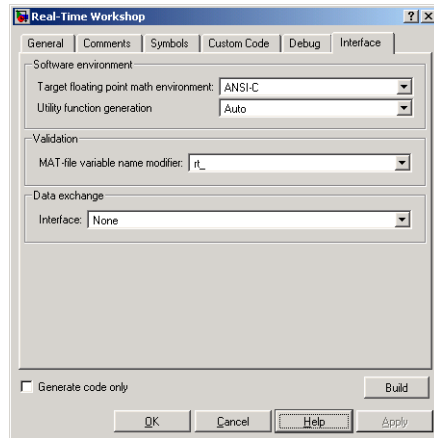 Real-Time Workshop
General Comments Symbols Custom Code Debug Interface
Software environment
Target floating point math environment: ANSI-C
Utility function generation Auto
Validation
MAT-file variable name modifier: rt_
Data exchange
Interface: None
Generate code only Build
OK Cancel Help Apply